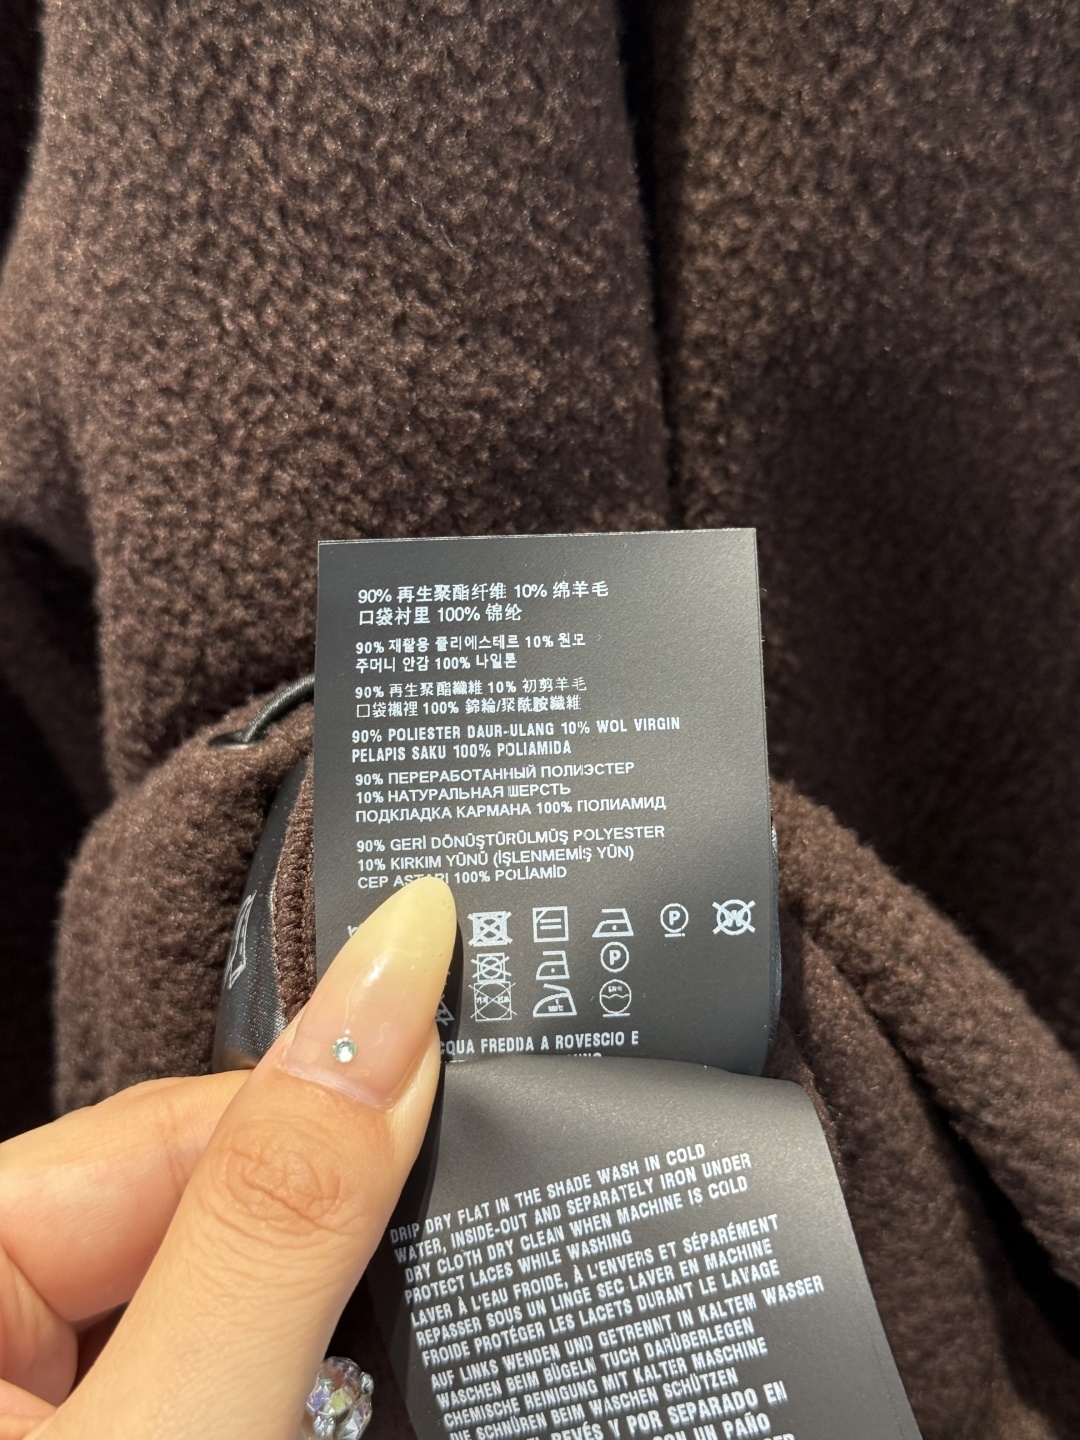 90% 再生聚酯纤维 10% 绵羊毛
口袋衬里 100% 锦纶
90% 재활용 폴리에스테르 10% 원모
주머니 안감 100% 나일론
90% 再生聚酯纖維 10% 初剪羊毛
口袋襯裡 100% 錦綸/聚酰胺纖維
90% POLIESTER DAUR-ULANG 10% WOL VIRGIN
PELAPIS SAKU 100% POLIAMIDA
90% ПЕРЕРАБОТАННЫЙ ПОЛИЭСТЕР
10% НАТУРАЛЬНАЯ ШЕРСТЬ
ПОДКЛАДКА КАРМАНА 100% ПОЛИАМИД
90% GERİ DÖNÜŞTÜRÜLMÜŞ POLYESTER
10% KIRKIM YÜNÜ (İŞLENMEMİŞ YÜN)
CEP ASTARI 100% POLİAMİD
P W
P
FREDDA A ROVESCIO E
DRIP DRY FLAT IN THE SHADE WASH IN COLD
WATER, INSIDE-OUT AND SEPARATELY IRON UNDER
DRY CLOTH DRY CLEAN WHEN MACHINE IS COLD
PROTECT LACES WHILE WASHING
LAVER À L'EAU FROIDE, À L'ENVERS ET SÉPARÉMENT
REPASSER SOUS UN LINGE SEC LAVER EN MACHINE
FROIDE PROTÉGER LES LACETS DURANT LE LAVAGE
AUF LINKS WENDEN UND GETRENNT IN KALTEM WASSER
WASCHEN BEIM BÜGELN TUCH DARÜBERLEGEN
CHEMISCHE REINIGUNG MIT KALTER MASCHINE
DIE SCHNÜREN BEIM WASCHEN SCHÜTZEN
REVÉS Y POR SEPARADO EN
CON UN PAÑO